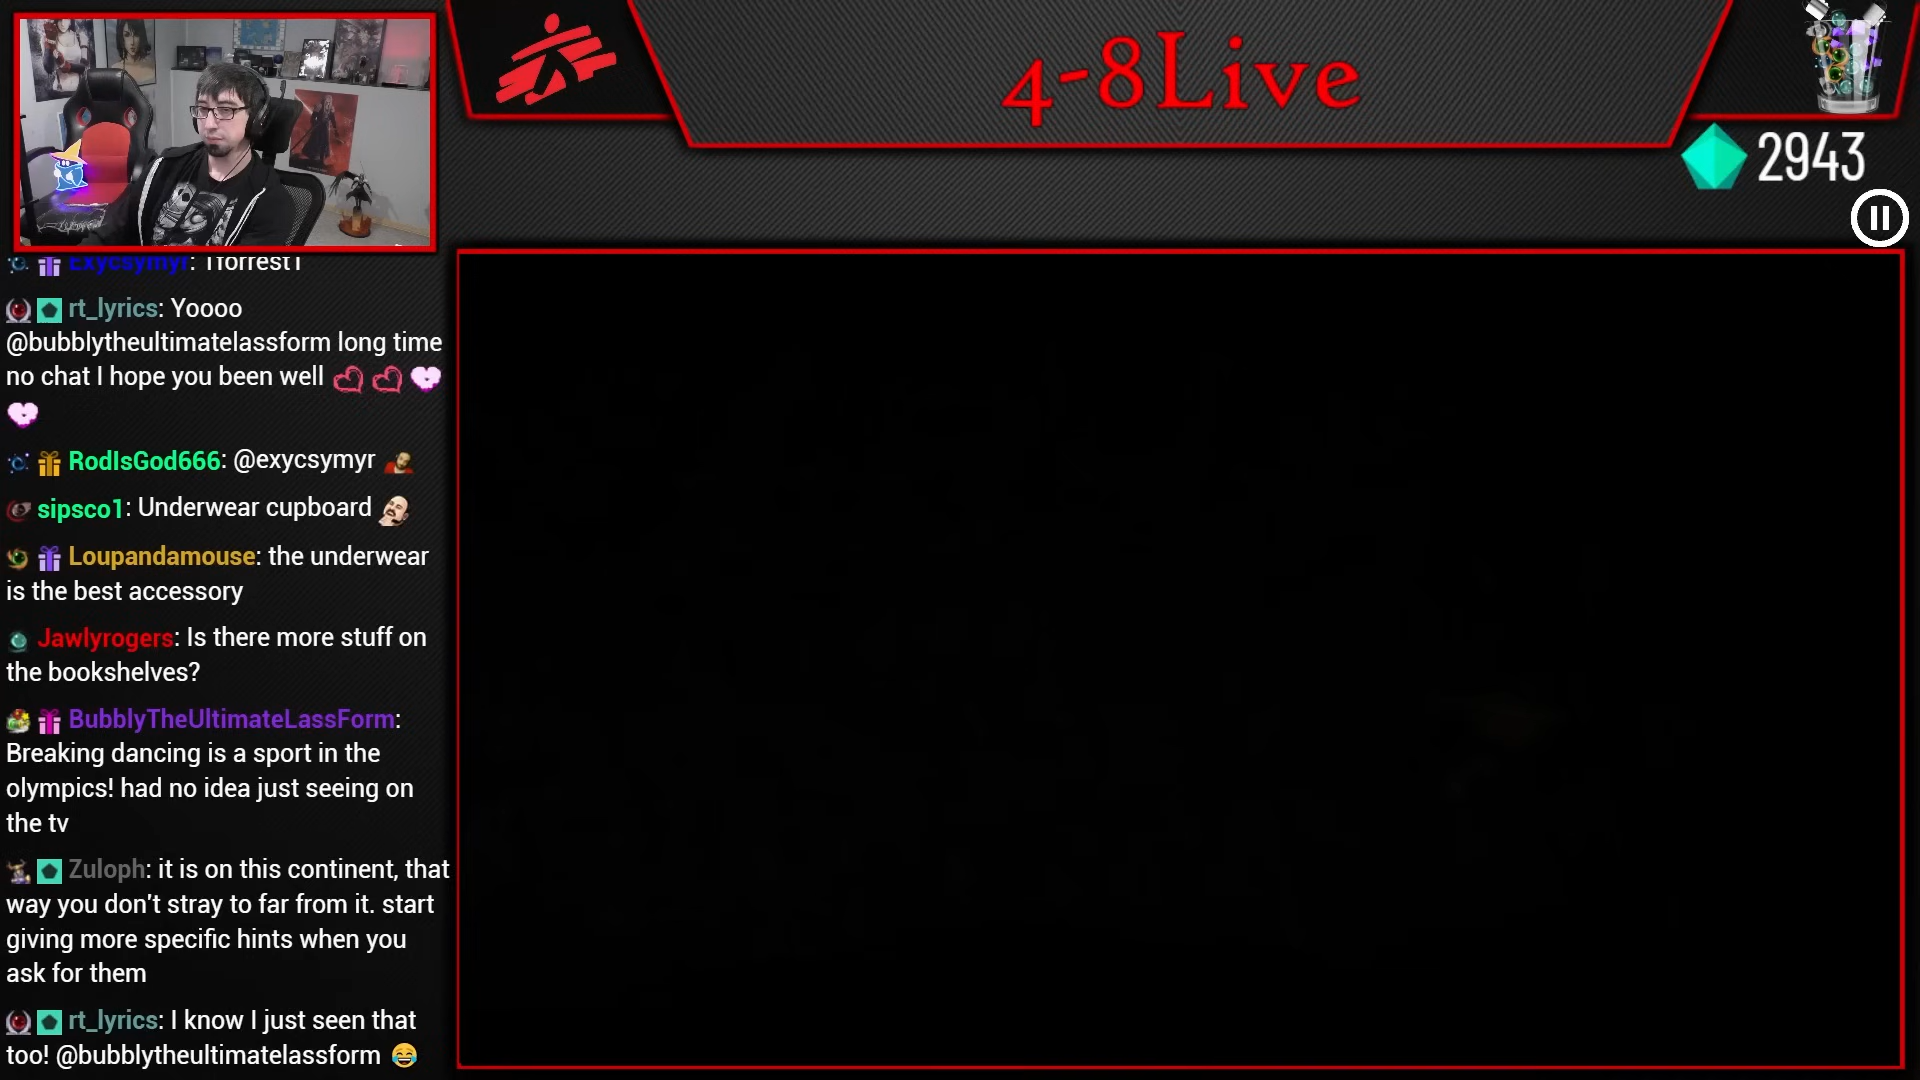 4-8Live
2943
Exycsymyr: 1forrest1
rt_lyrics: Yoooo
@bubblytheultimatelassform long time
no chat I hope you been well
RodIsGod666: @exycsymyr
sipsco1: Underwear cupboard
Loupandamouse: the underwear
is the best accessory
Jawlyrogers: Is there more stuff on
the bookshelves?
BubblyTheUltimateLassForm:
Breaking dancing is a sport in the
olympics! had no idea just seeing on
the tv
Zuloph: it is on this continent, that
way you don't stray to far from it. start
giving more specific hints when you
ask for them
rt_lyrics: I know I just seen that
too! @bubblytheultimatelassform 😂